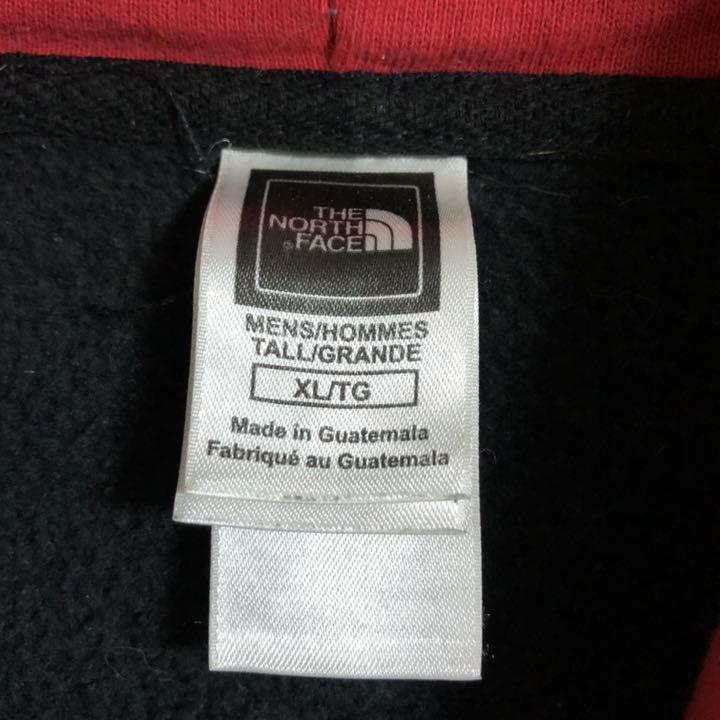 THE
NORTH
FACE
MENS/HOMMES
TALL/GRANDE
XL/TG
Made in Guatemala
Fabriqué au Guatemala